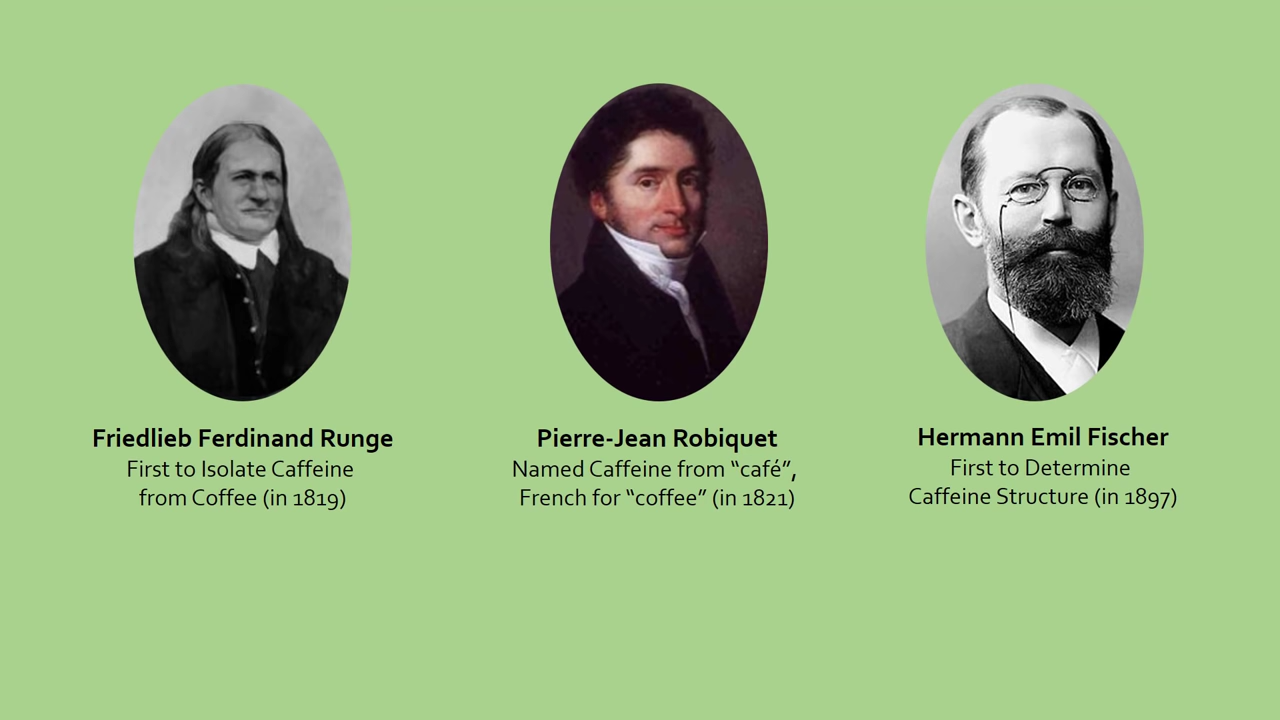 Friedlieb Ferdinand Runge
First to Isolate Caffeine
from Coffee (in 1819)
Pierre-Jean Robiquet
Named Caffeine from “café”,
French for “coffee” (in 1821)
Hermann Emil Fischer
First to Determine
Caffeine Structure (in 1897)